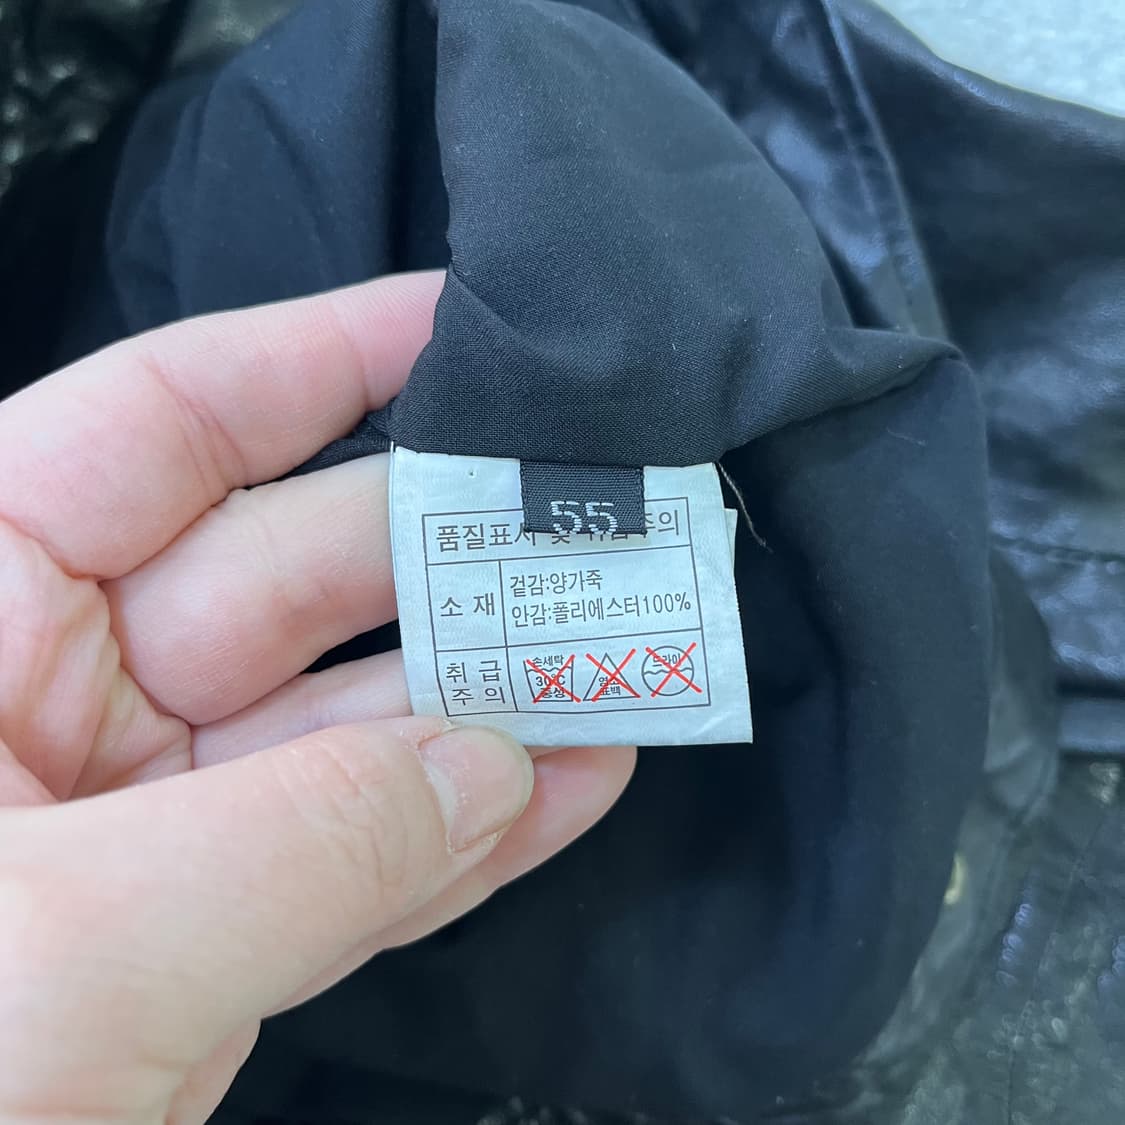 55
품질표시 및 취급 주의
소 재
겉감:양가죽
안감:폴리에스터100%
취 급
주 의
손세탁
30°C
중성
염소
표백
드라이